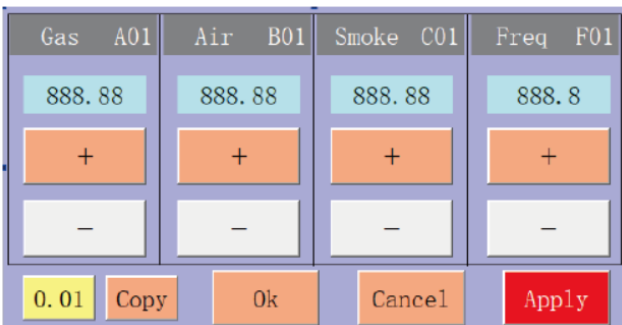 Gas A01 Air B01 Smoke C01 Freq F01
888.88 888.88 888.88 888.8
+ + + +
- - - -
0.01 Copy Ok Cancel Apply